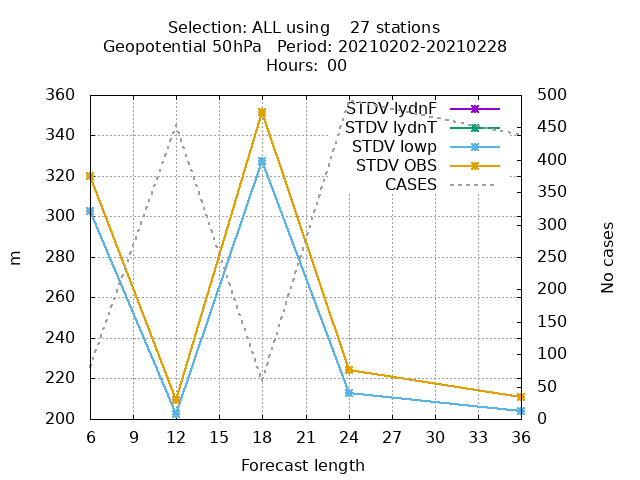 Selection: ALL using    27 stations
Geopotential 50hPa   Period: 20210202-20210228
Hours: 00
360
340
320
300
280
260
240
220
200
500
450
400
350
300
250
200
150
100
50
0
STDV lydnF
STDV lydnT
STDV lowp
STDV OBS
CASES
m
No cases
6 9 12 15 18 21 24 27 30 33 36
Forecast length